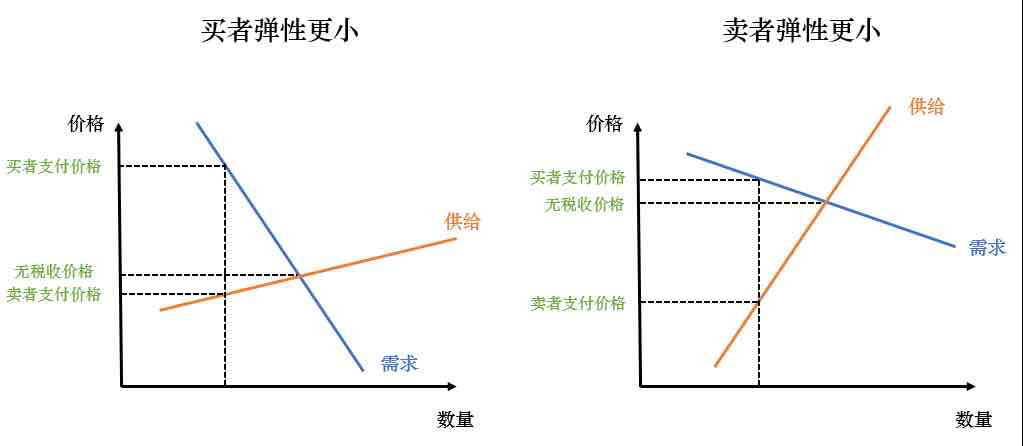 买者弹性更小
价格
买者支付价格
供给
无税收价格
卖者支付价格
需求
数量
卖者弹性更小
供给
价格
买者支付价格
无税收价格
需求
卖者支付价格
数量